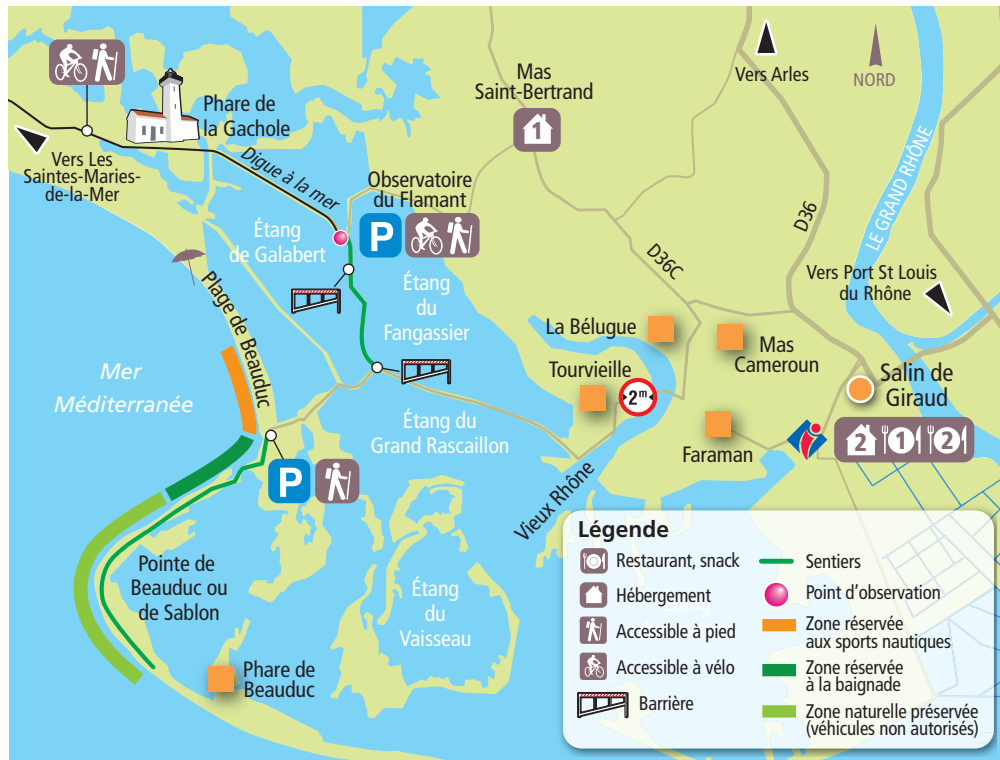 Phare de
la Gachole
Vers Les
Saintes-Maries-
de-la-Mer
Digue à la mer
Mas
Saint-Bertrand
1
Vers Arles
NORD
LE GRAND RHÔNE
D36
Observatoire
du Flamant
P
Étang
de Galabert
Étang
du
Fangassier
D36C
Vers Port St Louis
du Rhône
Plage de Beauduc
La Bélugue
Mas
Cameroun
Tourvieille
2m
Salin de
Giraud
Mer
Méditerranée
Étang du
Grand Rascaillon
Faraman
2
1
2
P
Vieux Rhône
Pointe de
Beauduc ou
de Sablon
Étang
du
Vaisseau
Phare de
Beauduc
Légende
Restaurant, snack
Hébergement
Accessible à pied
Accessible à vélo
Barrière
Sentiers
Point d'observation
Zone réservée
aux sports nautiques
Zone réservée
à la baignade
Zone naturelle préservée
(véhicules non autorisés)